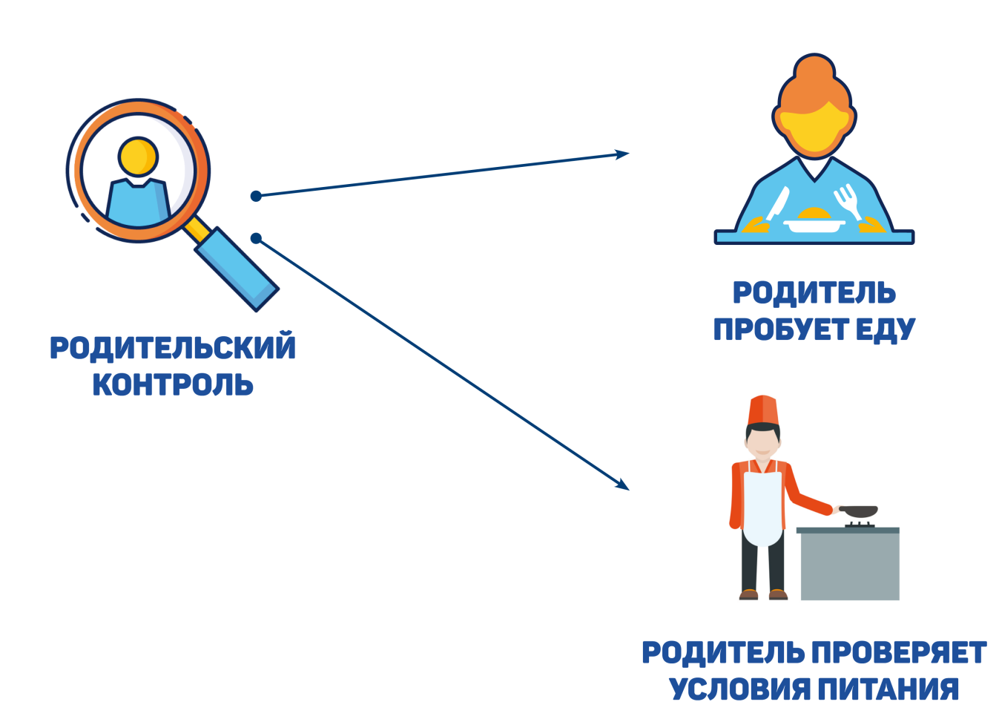 РОДИТЕЛЬСКИЙ
КОНТРОЛЬ
РОДИТЕЛЬ
ПРОБУЕТ ЕДУ
РОДИТЕЛЬ ПРОВЕРЯЕТ
УСЛОВИЯ ПИТАНИЯ